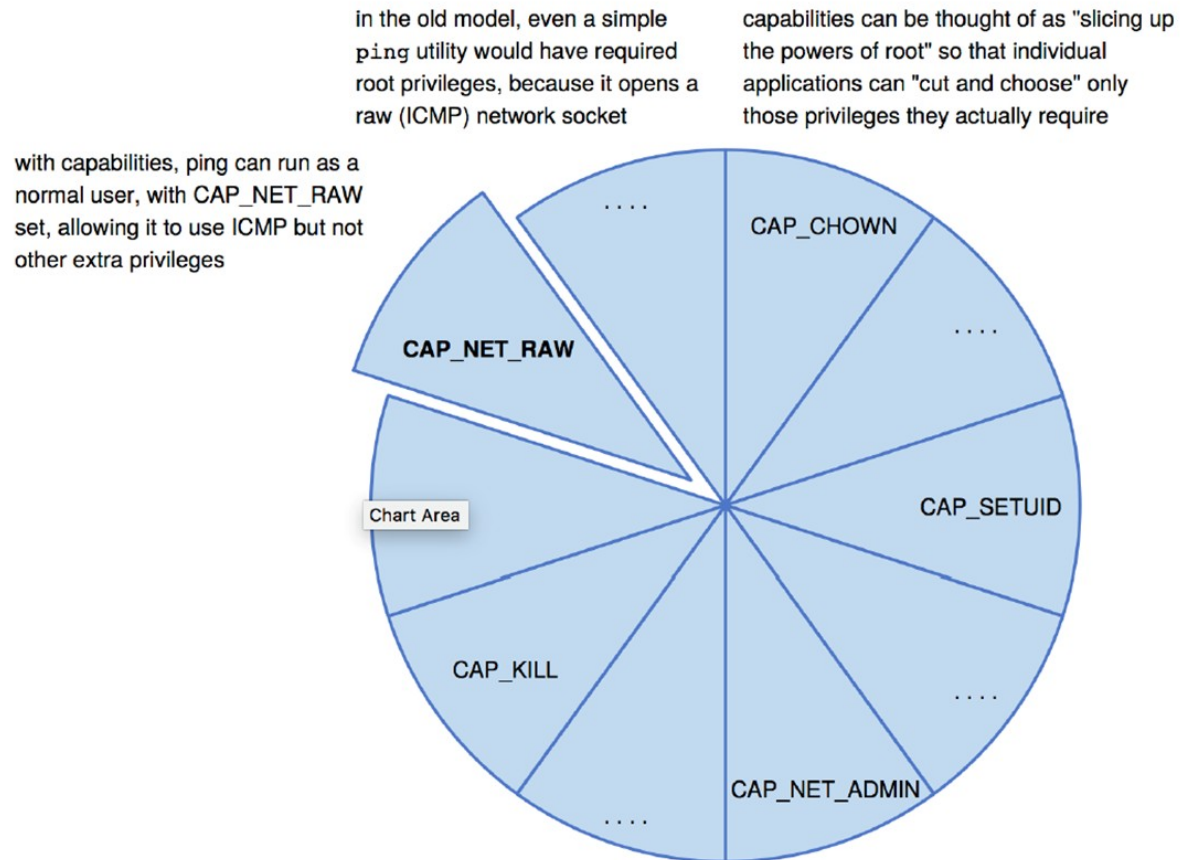 in the old model, even a simple
ping utility would have required
root privileges, because it opens a
raw (ICMP) network socket
capabilities can be thought of as "slicing up
the powers of root" so that individual
applications can "cut and choose" only
those privileges they actually require
with capabilities, ping can run as a
normal user, with CAP_NET_RAW
set, allowing it to use ICMP but not
other extra privileges
. . . .
CAP_CHOWN
. . . .
CAP_NET_RAW
CAP_SETUID
Chart Area
CAP_KILL
. . . .
CAP_NET_ADMIN
. . . .